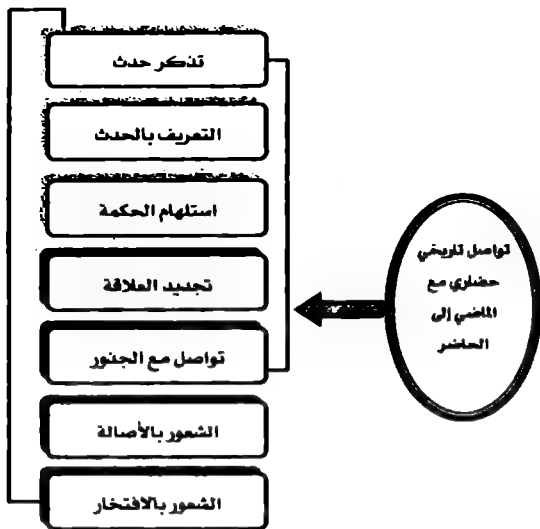 تذكر حدث
التعريف بالحدث
استلهام الحكمة
تجديد العلاقة
تواصل مع الجذور
الشعور بالأصالة
الشعور بالافتخار
تواصل تاريخي
حضاري مع
الماضي إلى
الحاضر